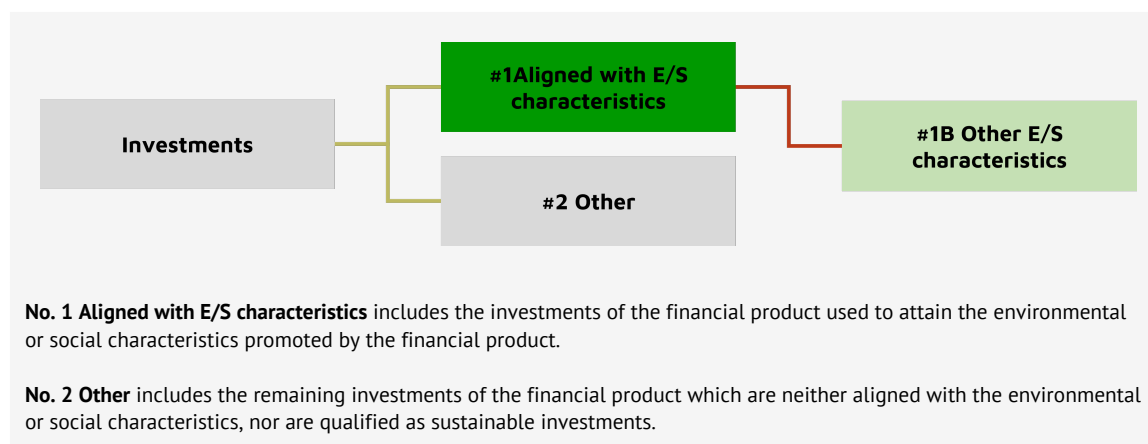 #1Aligned with E/S
characteristics
Investments
#1B Other E/S
characteristics
#2 Other
No. 1 Aligned with E/S characteristics includes the investments of the financial product used to attain the environmental
or social characteristics promoted by the financial product.
No. 2 Other includes the remaining investments of the financial product which are neither aligned with the environmental
or social characteristics, nor are qualified as sustainable investments.